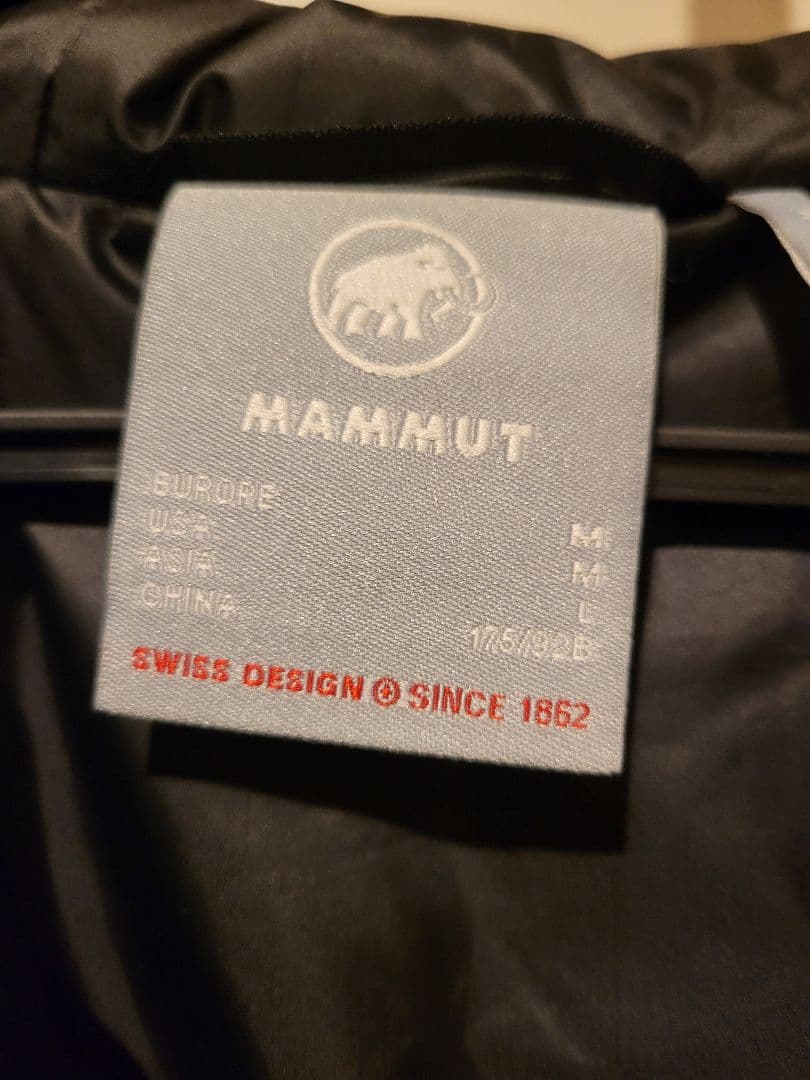 MAMMUT
EUROPE M
USA M
ASIA L
CHINA 175/92B
SWISS DESIGN SINCE 1862